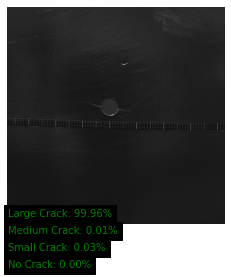 Large Crack: 99.96%
Medium Crack: 0.01%
Small Crack: 0.03%
No Crack: 0.00%